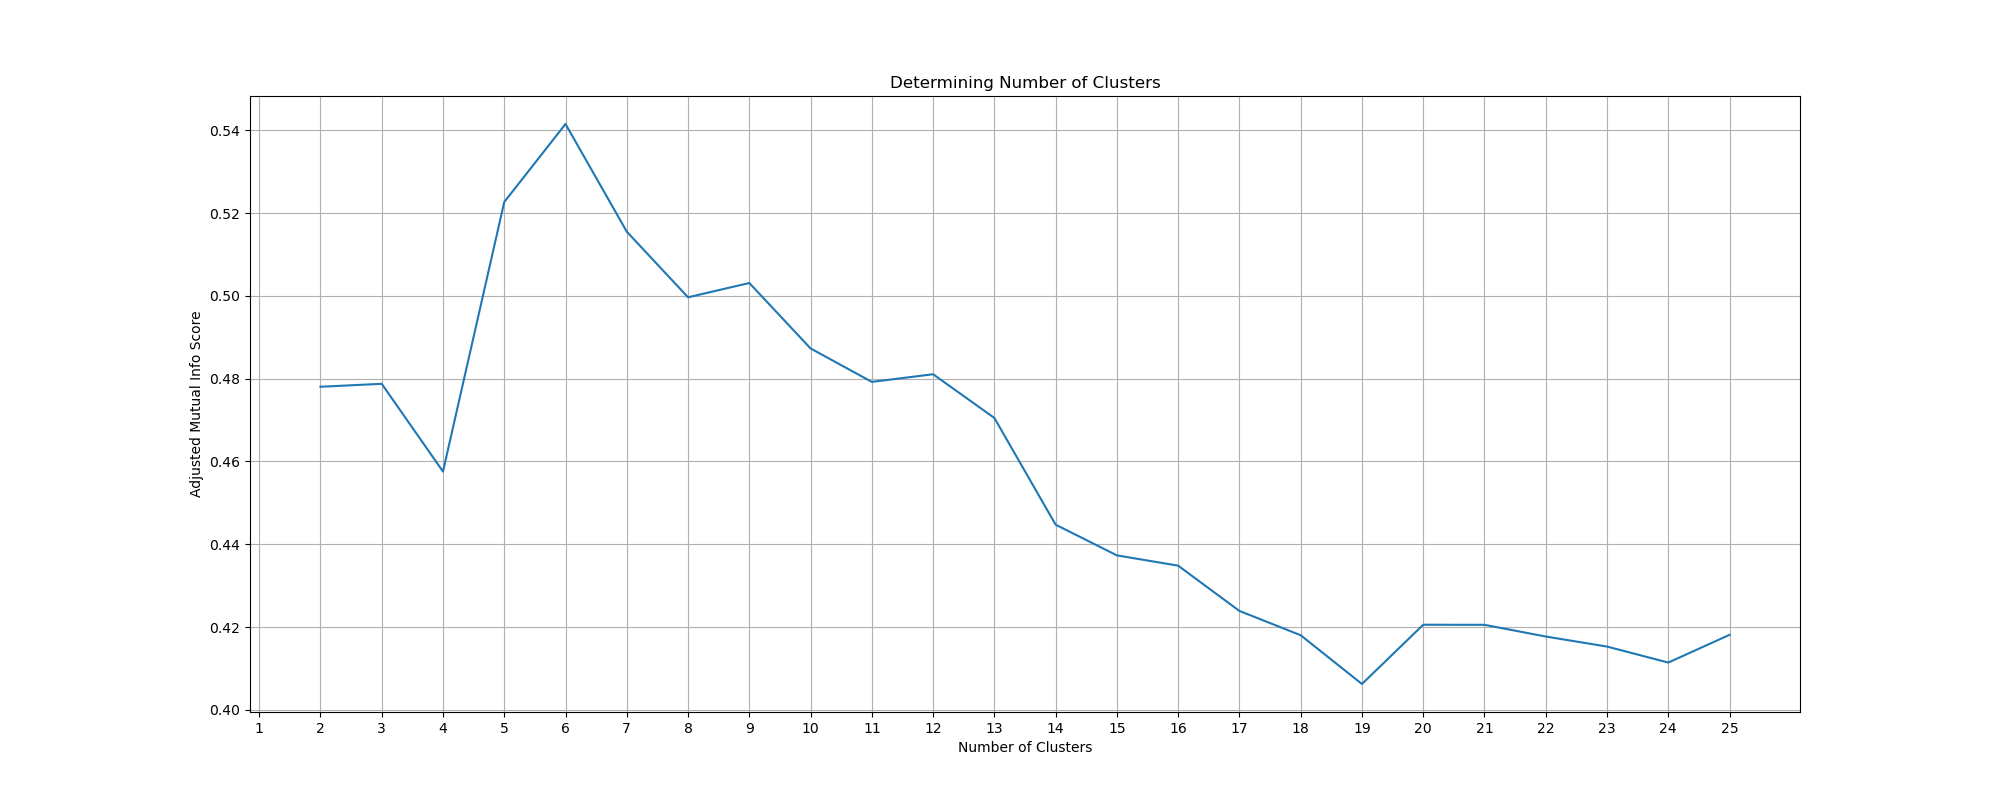 Determining Number of Clusters
Adjusted Mutual Info Score
0.54
0.52
0.50
0.48
0.46
0.44
0.42
0.40
1 2 3 4 5 6 7 8 9 10 11 12 13 14 15 16 17 18 19 20 21 22 23 24 25
Number of Clusters